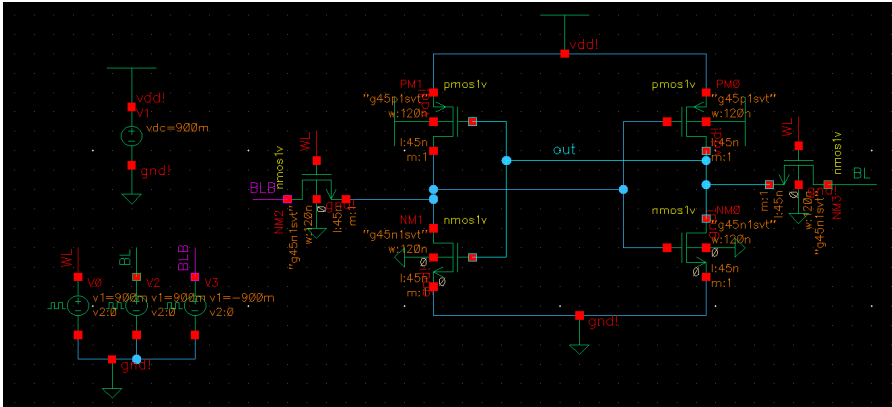 vdd!
vdd!
V1
vdc=900m
gnd!
PM1
pmos1v
"g45p1svt"
w:120n
l:45n
m:1
pmos1v
PM0
"g45p1svt"
w:120n
l:45n
m:1
out
WL
nmos1v
BLB
NM2
"g45n1svt"
w:120n
l:45n
m:1
Ø
WL
nmos1v
BL
NM3
"g45n1svt"
w:120n
l:45n
m:1
Ø
NM1
nmos1v
"g45n1svt"
w:120n
l:45n
m:1
Ø
Ø
nmos1v
NM0
"g45n1svt"
w:120n
l:45n
m:1
Ø
Ø
gnd!
WL
BL
BLB
V0
V2
V3
v1=900m
v1=900m
v1=-900m
v2:Ø
v2:Ø
v2:Ø
gnd!